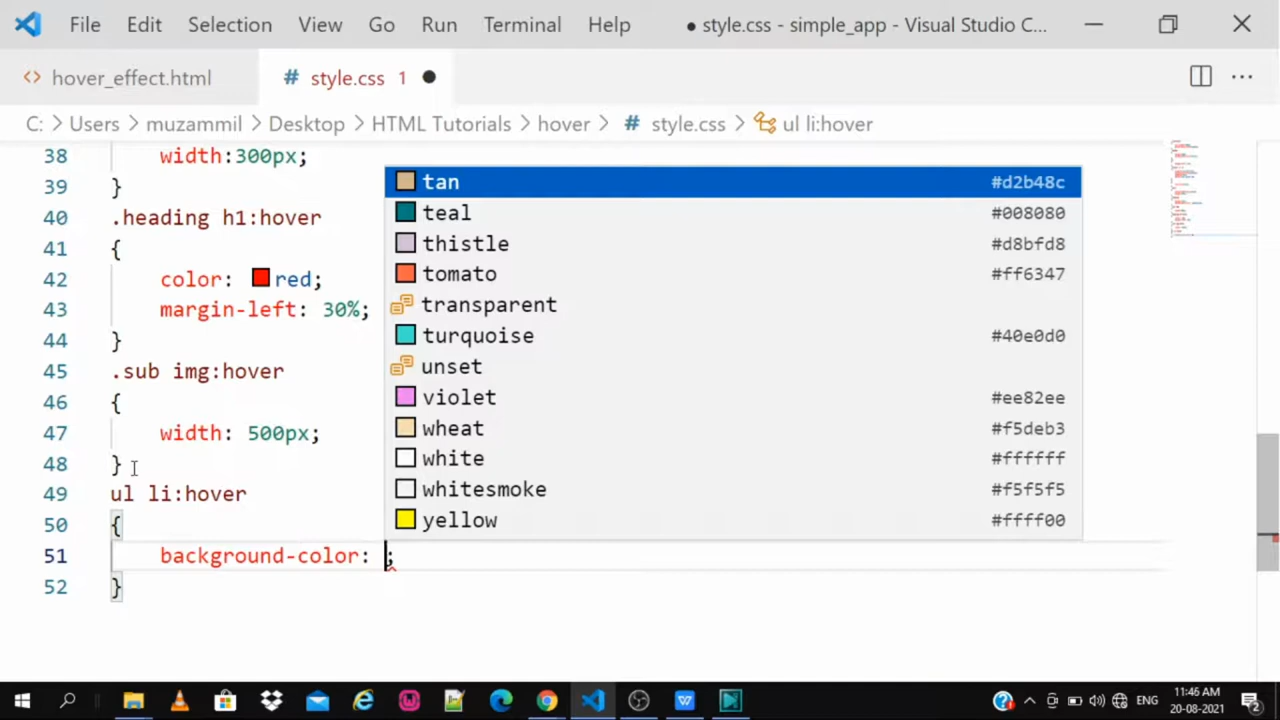 File Edit Selection View Go Run Terminal Help ● style.css - simple_app - Visual Studio C...
<> hover_effect.html # style.css 1 ●
C: > Users > muzammil > Desktop > HTML Tutorials > hover > # style.css > ul li:hover
38 width:300px;
39 }
40 .heading h1:hover
41 {
42 color: red;
43 margin-left: 30%;
44 }
45 .sub img:hover
46 {
47 width: 500px;
48 }
49 ul li:hover
50 {
51 background-color: ;
52 }
tan #d2b48c
teal #008080
thistle #d8bfd8
tomato #ff6347
transparent
turquoise #40e0d0
unset
violet #ee82ee
wheat #f5deb3
white #ffffff
whitesmoke #f5f5f5
yellow #ffff00
ENG
11:46 AM
20-08-2021
2